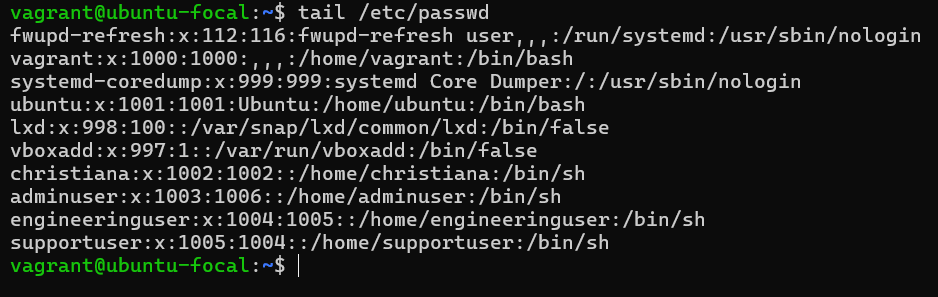 vagrant@ubuntu-focal:~$ tail /etc/passwd
fwupd-refresh:x:112:116:fwupd-refresh user,,,:/run/systemd:/usr/sbin/nologin
vagrant:x:1000:1000:,,,:/home/vagrant:/bin/bash
systemd-coredump:x:999:999:systemd Core Dumper:/:/usr/sbin/nologin
ubuntu:x:1001:1001:Ubuntu:/home/ubuntu:/bin/bash
lxd:x:998:100::/var/snap/lxd/common/lxd:/bin/false
vboxadd:x:997:1::/var/run/vboxadd:/bin/false
christiana:x:1002:1002::/home/christiana:/bin/sh
adminuser:x:1003:1006::/home/adminuser:/bin/sh
engineeringuser:x:1004:1005::/home/engineeringuser:/bin/sh
supportuser:x:1005:1004::/home/supportuser:/bin/sh
vagrant@ubuntu-focal:~$